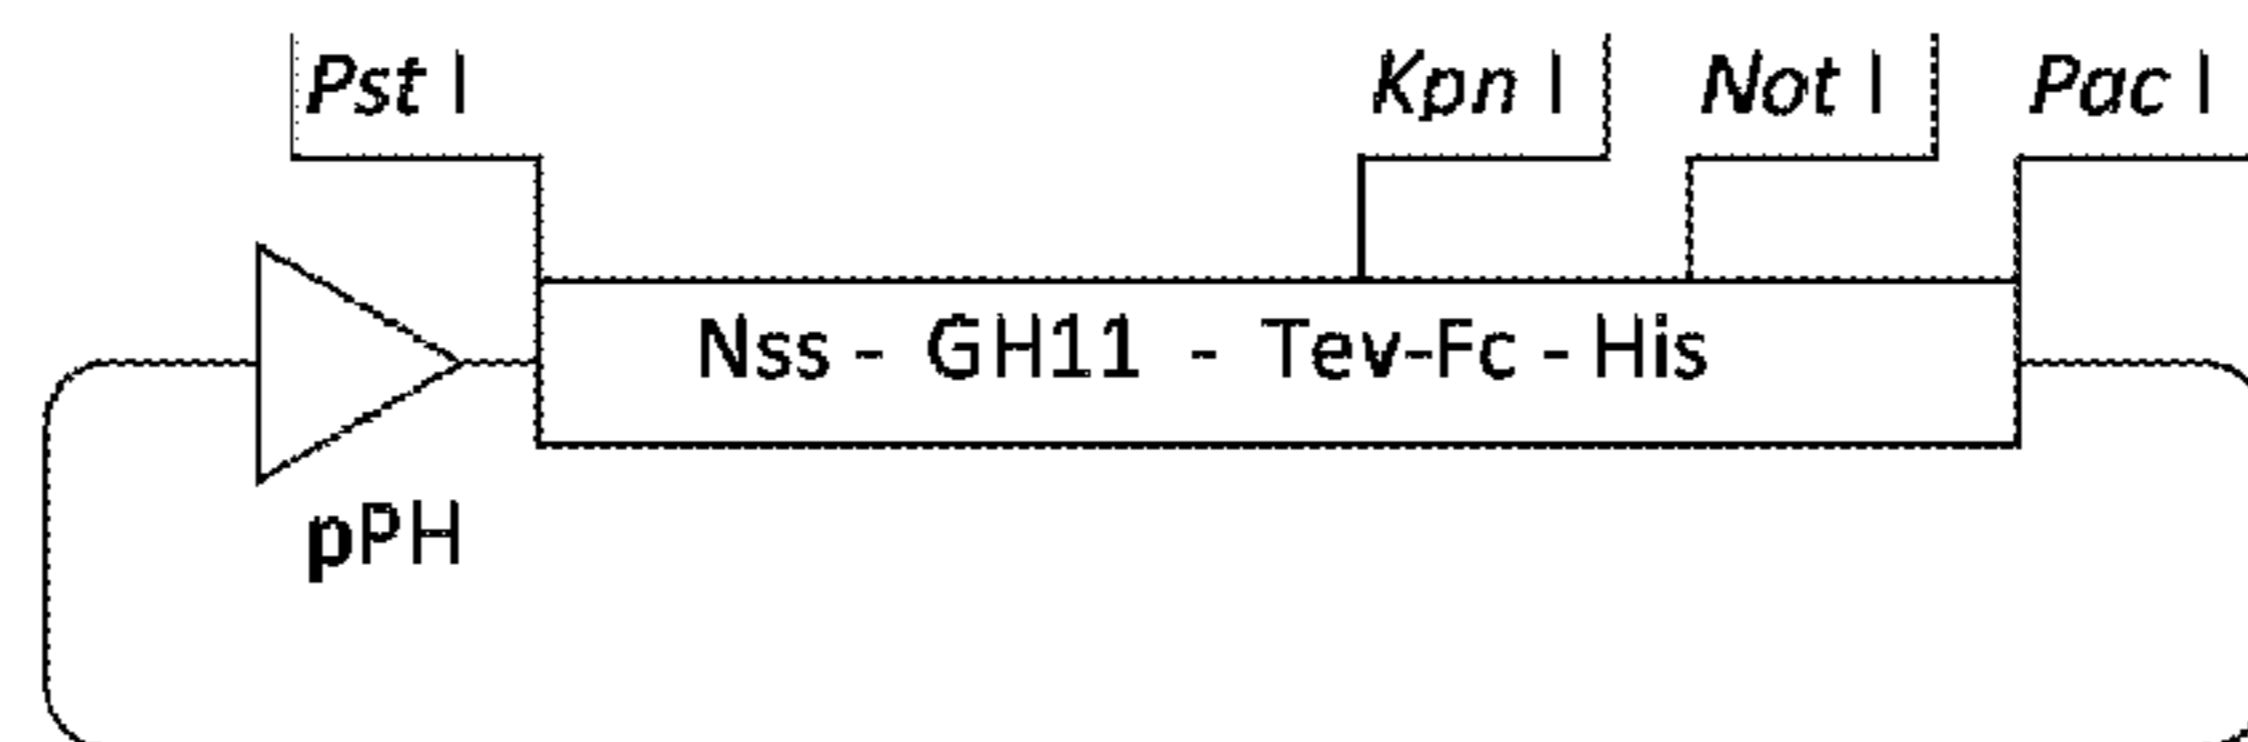 Pst I Kpn I Not I Pac I
Nss - GH11 - Tev-Fc - His
pPH